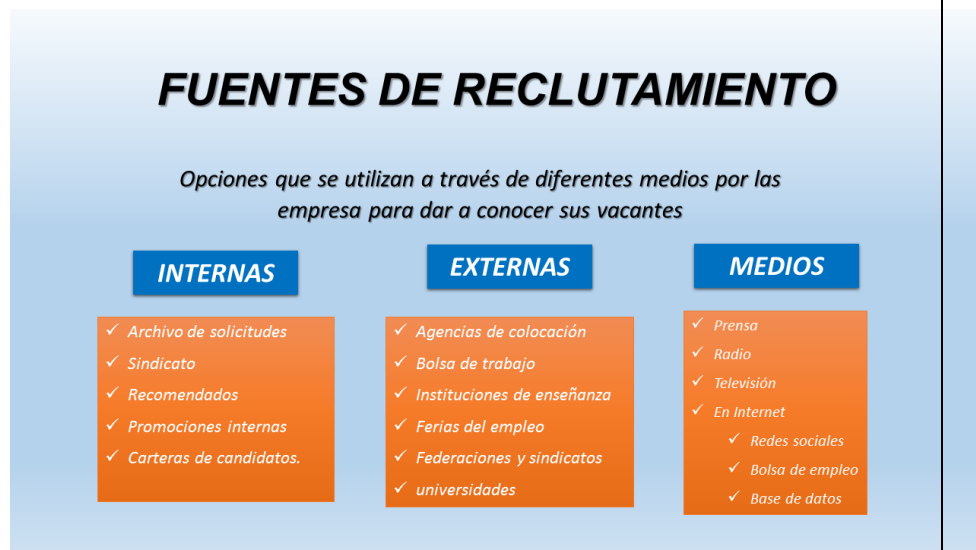 FUENTES DE RECLUTAMIENTO
Opciones que se utilizan a través de diferentes medios por las
empresa para dar a conocer sus vacantes
INTERNAS
Archivo de solicitudes
Sindicato
Recomendados
Promociones internas
Carteras de candidatos.
EXTERNAS
Agencias de colocación
Bolsa de trabajo
Instituciones de enseñanza
Ferias del empleo
Federaciones y sindicatos
universidades
MEDIOS
Prensa
Radio
Televisión
En Internet
Redes sociales
Bolsa de empleo
Base de datos